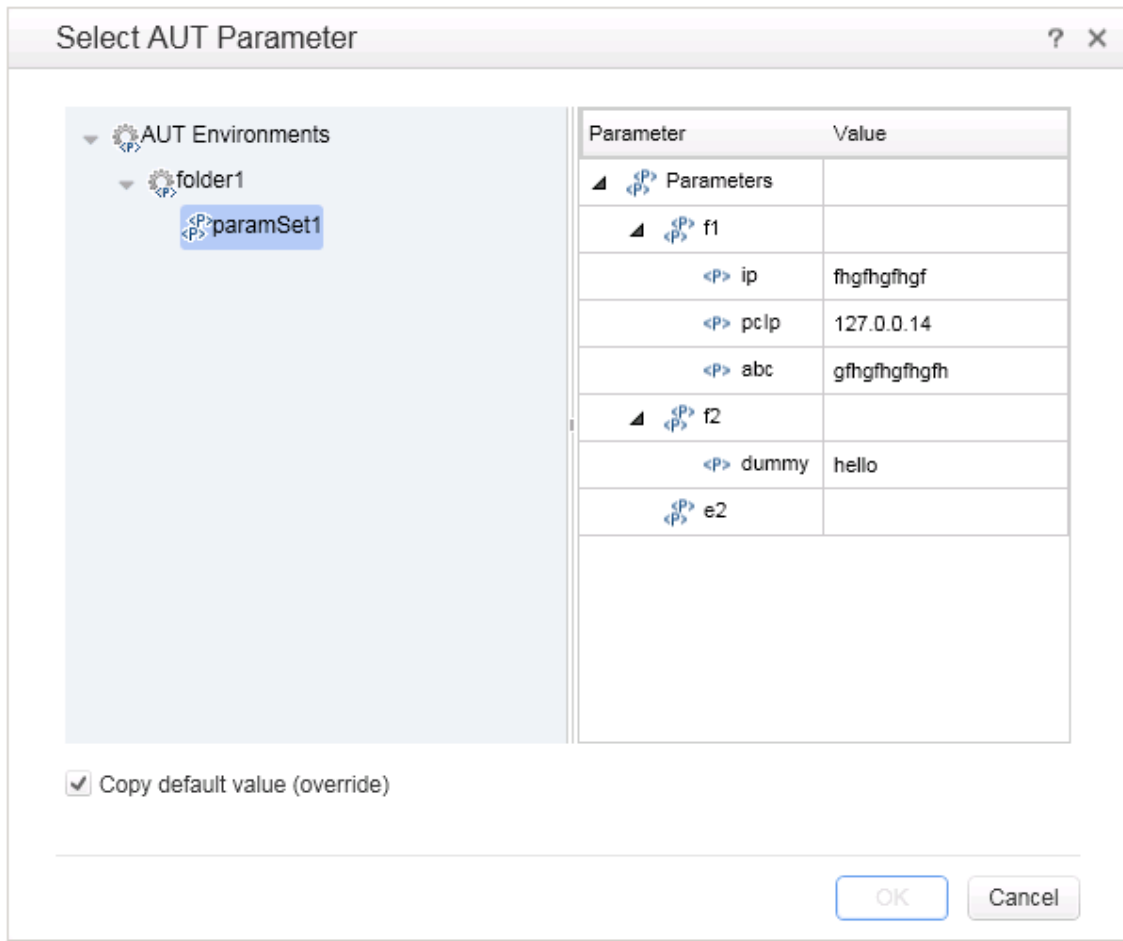 Select AUT Parameter ? ×
AUT Environments
folder1
paramSet1
Parameter Value
Parameters
f1
ip fhgfhgfhgf
pcIp 127.0.0.14
abc gfhgfhgfhgfh
f2
dummy hello
e2
Copy default value (override)
OK Cancel